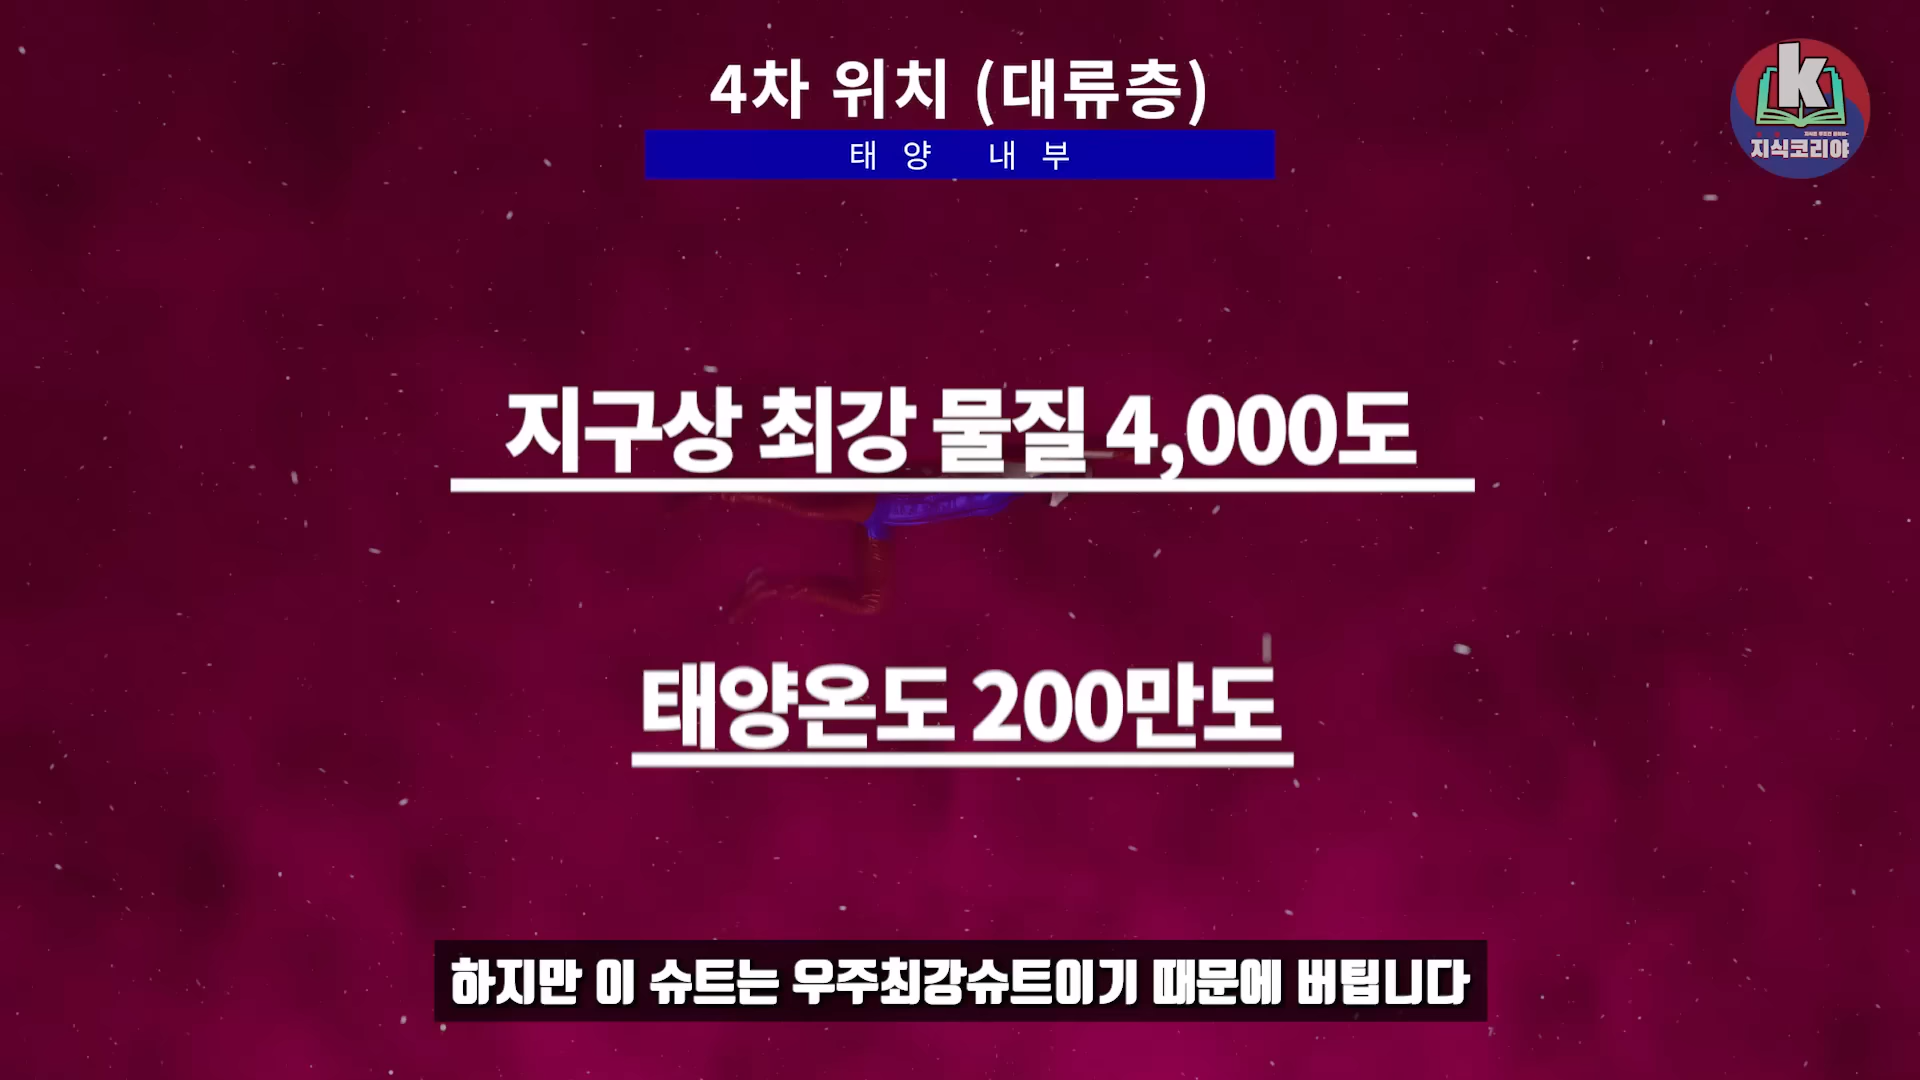 4차 위치 (대류층)
태양 내부
k
지식코리아
지구상 최강 물질 4,000도
태양온도 200만도
하지만 이 슈트는 우주최강슈트이기 때문에 버팁니다